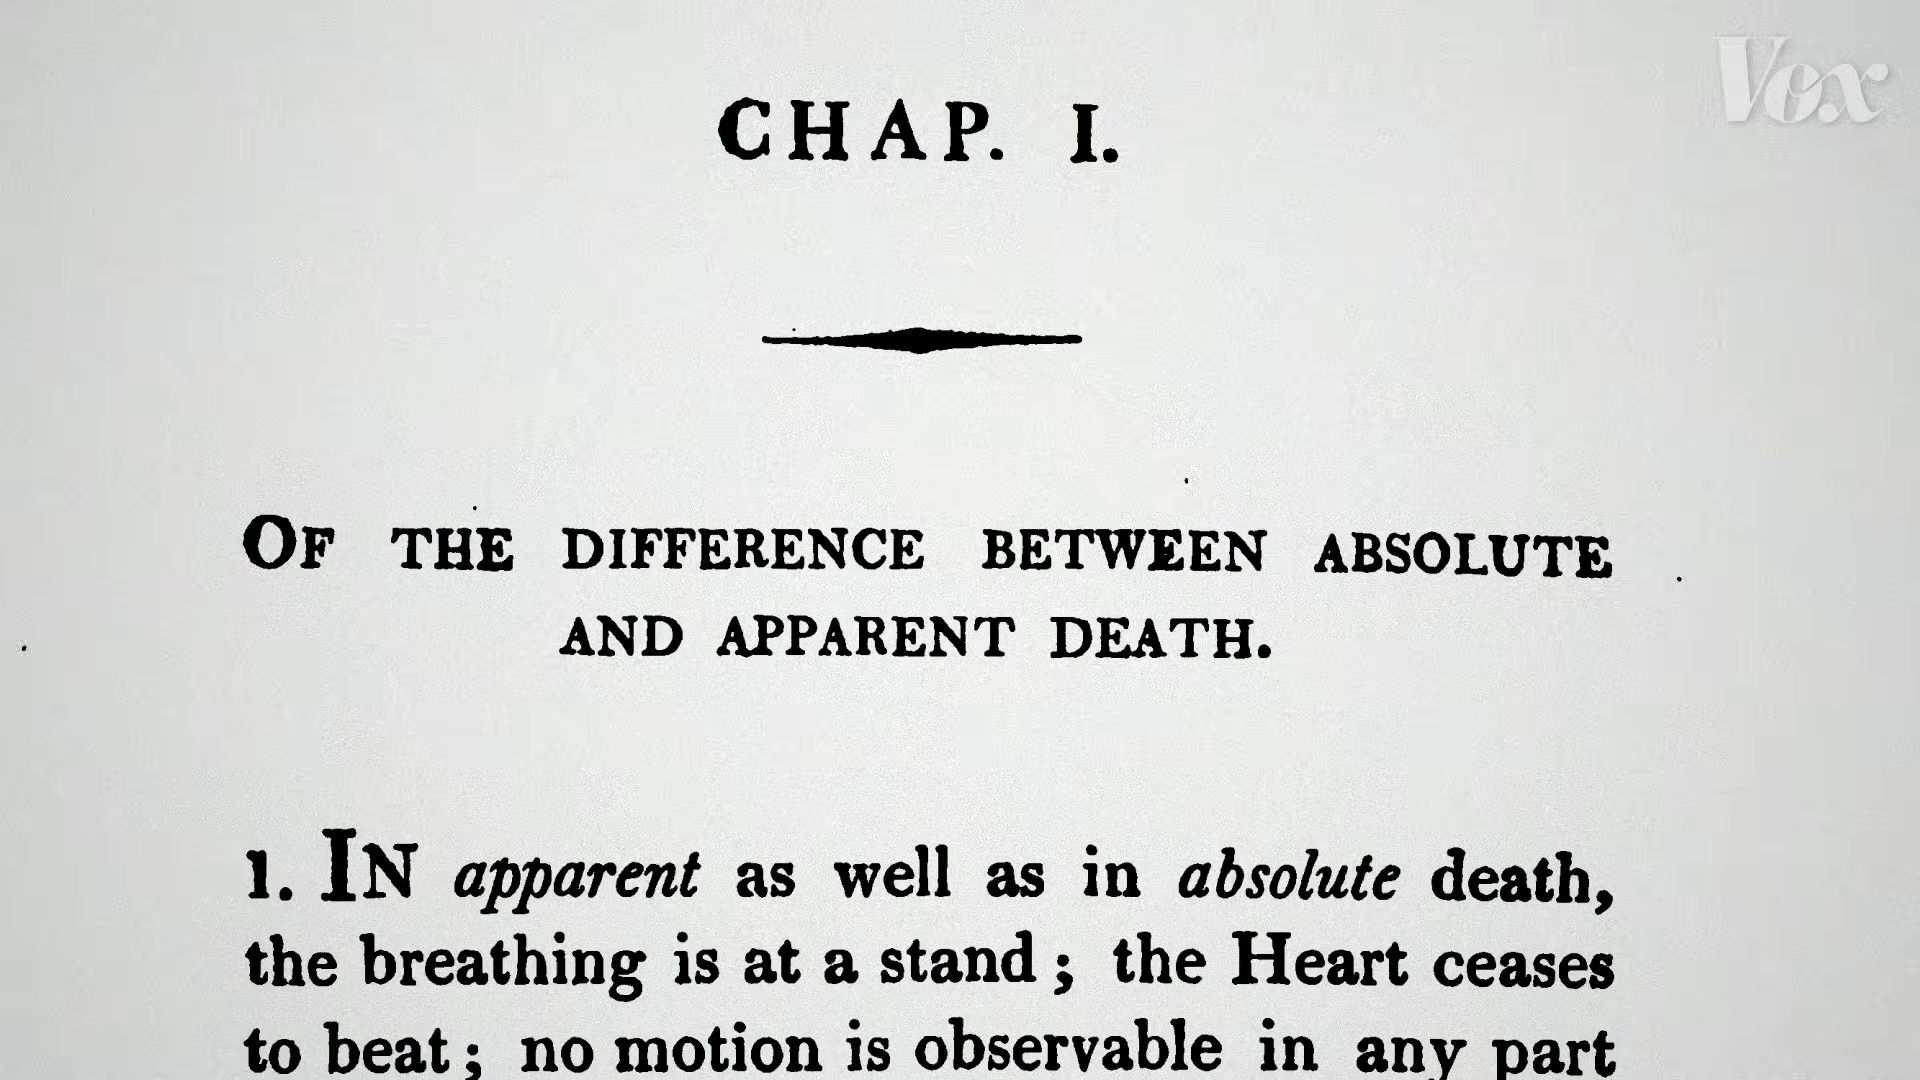 Vox
CHAP. I.
OF THE DIFFERENCE BETWEEN ABSOLUTE
AND APPARENT DEATH.
1. IN apparent as well as in absolute death,
the breathing is at a stand; the Heart ceases
to beat; no motion is observable in any part